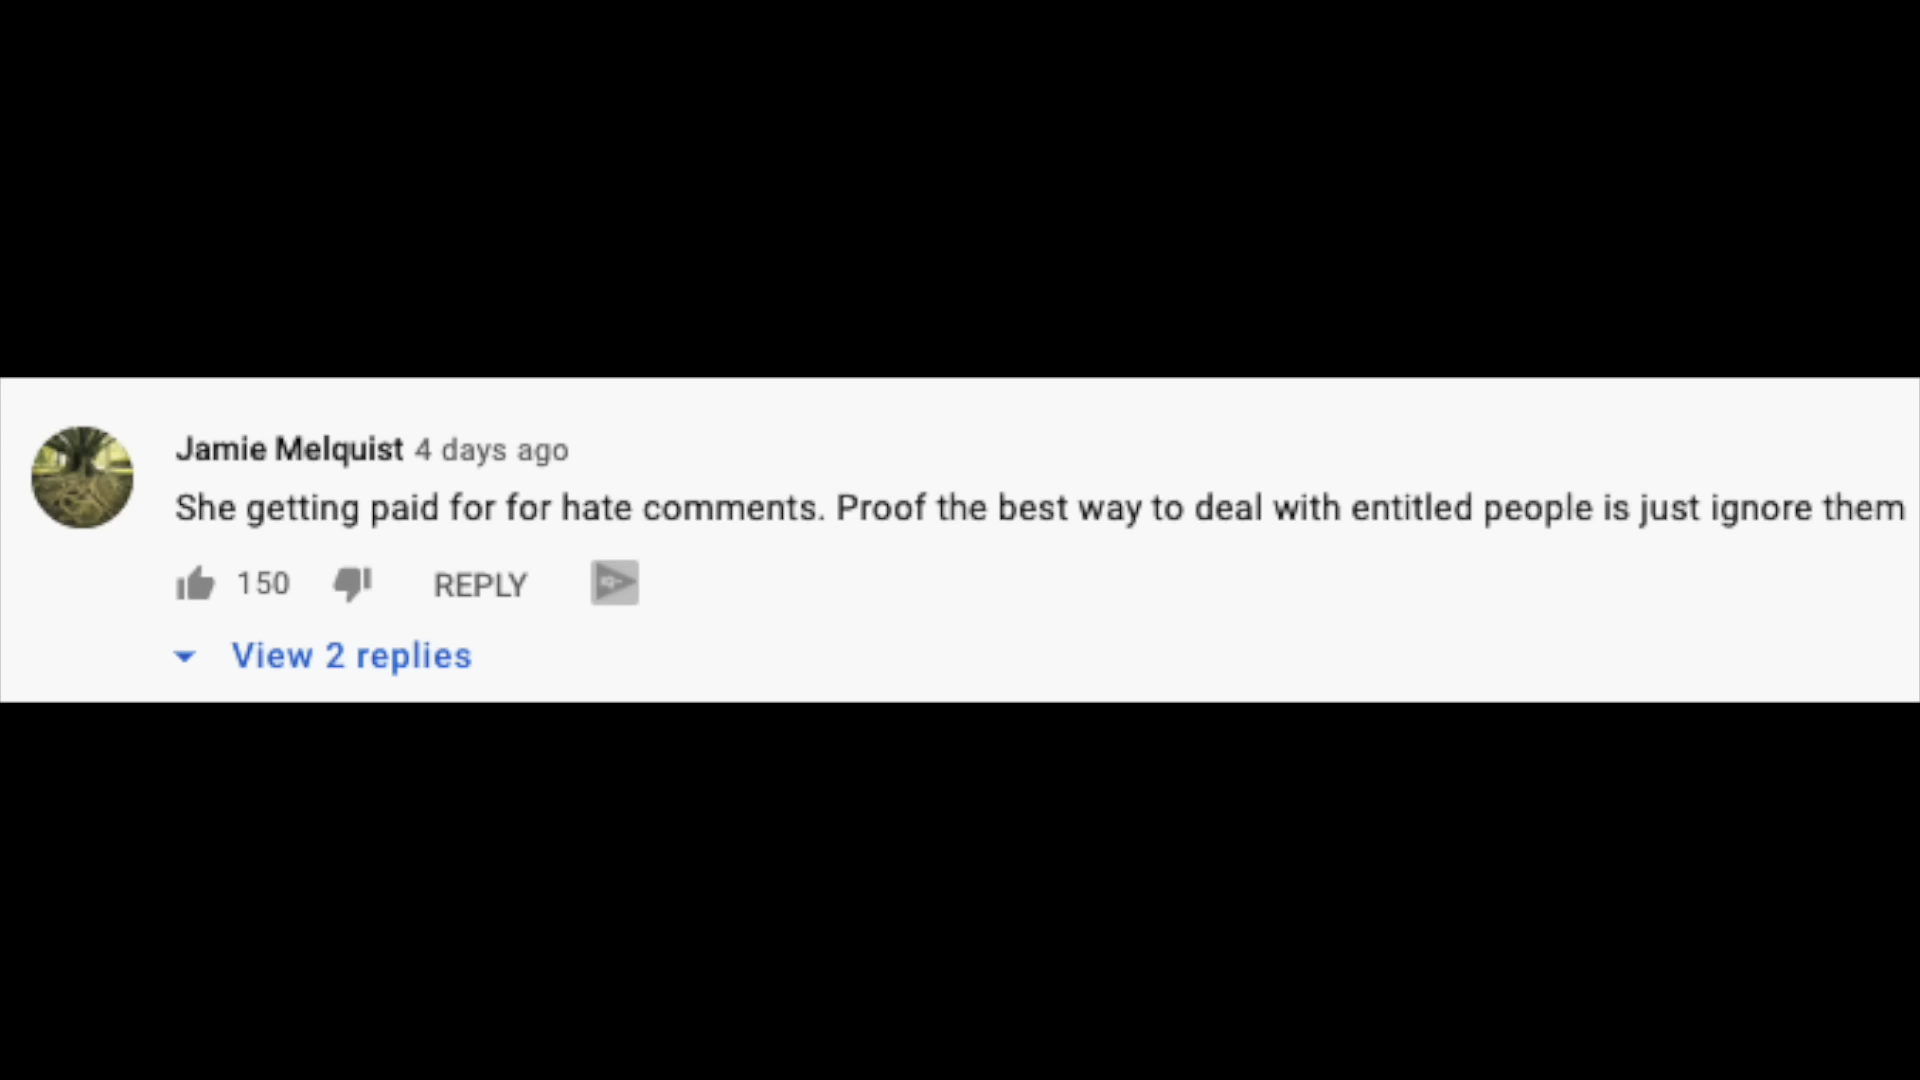 Jamie Melquist 4 days ago
She getting paid for for hate comments. Proof the best way to deal with entitled people is just ignore them
150 REPLY
View 2 replies